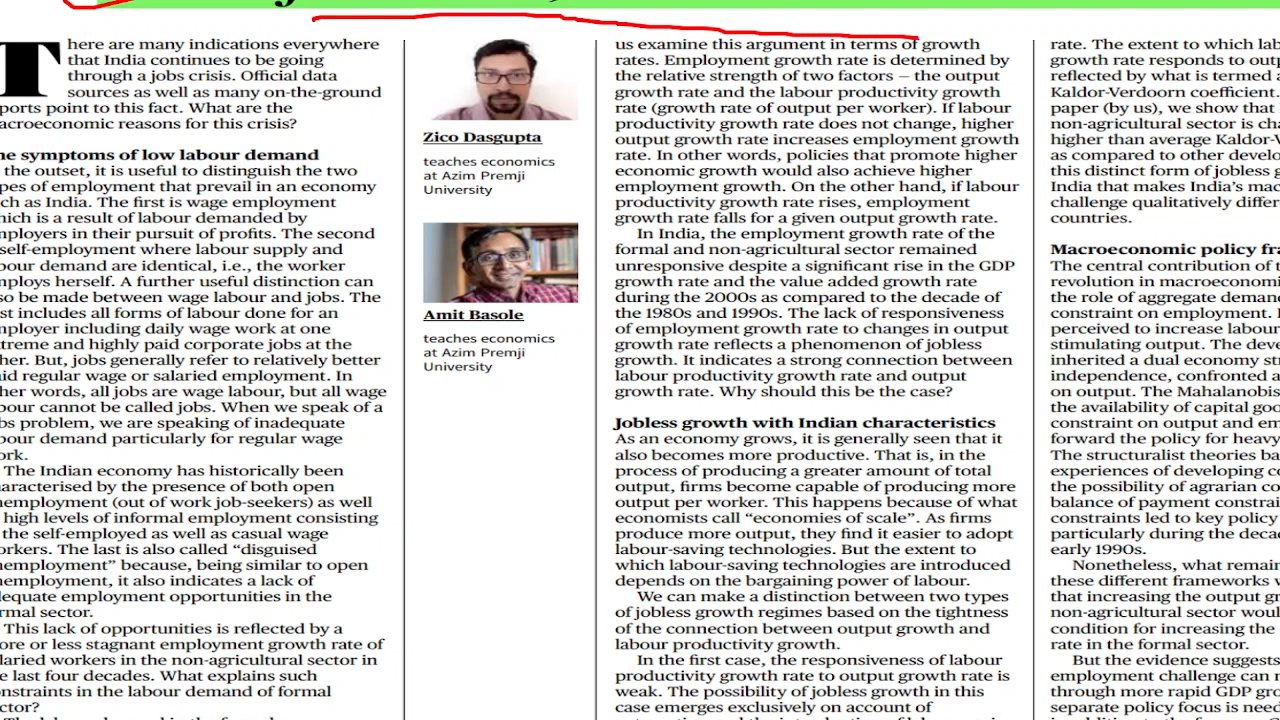 There are many indications everywhere
that India continues to be going
through a jobs crisis. Official data
sources as well as many on-the-ground
ports point to this fact. What are the
acroeconomic reasons for this crisis?
he symptoms of low labour demand
the outset, it is useful to distinguish the two
pes of employment that prevail in an economy
ch as India. The first is wage employment
hich is a result of labour demanded by
mployers in their pursuit of profits. The second
self-employment where labour supply and
bour demand are identical, i.e., the worker
mploys herself. A further useful distinction can
so be made between wage labour and jobs. The
st includes all forms of labour done for an
mployer including daily wage work at one
treme and highly paid corporate jobs at the
her. But, jobs generally refer to relatively better
id regular wage or salaried employment. In
her words, all jobs are wage labour, but all wage
bour cannot be called jobs. When we speak of a
bs problem, we are speaking of inadequate
bour demand particularly for regular wage
ork.
The Indian economy has historically been
aracterised by the presence of both open
nemployment (out of work job-seekers) as well
high levels of informal employment consisting
the self-employed as well as casual wage
orkers. The last is also called “disguised
nemployment” because, being similar to open
nemployment, it also indicates a lack of
dequate employment opportunities in the
rmal sector.
This lack of opportunities is reflected by a
ore or less stagnant employment growth rate of
laried workers in the non-agricultural sector in
e last four decades. What explains such
nstraints in the labour demand of formal
ctor?
Zico Dasgupta
teaches economics
at Azim Premji
University
Amit Basole
teaches economics
at Azim Premji
University
us examine this argument in terms of growth
rates. Employment growth rate is determined by
the relative strength of two factors – the output
growth rate and the labour productivity growth
rate (growth rate of output per worker). If labour
productivity growth rate does not change, higher
output growth rate increases employment growth
rate. In other words, policies that promote higher
economic growth would also achieve higher
employment growth. On the other hand, if labour
productivity growth rate rises, employment
growth rate falls for a given output growth rate.
In India, the employment growth rate of the
formal and non-agricultural sector remained
unresponsive despite a significant rise in the GDP
growth rate and the value added growth rate
during the 2000s as compared to the decade of
the 1980s and 1990s. The lack of responsiveness
of employment growth rate to changes in output
growth rate reflects a phenomenon of jobless
growth. It indicates a strong connection between
labour productivity growth rate and output
growth rate. Why should this be the case?
Jobless growth with Indian characteristics
As an economy grows, it is generally seen that it
also becomes more productive. That is, in the
process of producing a greater amount of total
output, firms become capable of producing more
output per worker. This happens because of what
economists call “economies of scale”. As firms
produce more output, they find it easier to adopt
labour-saving technologies. But the extent to
which labour-saving technologies are introduced
depends on the bargaining power of labour.
We can make a distinction between two types
of jobless growth regimes based on the tightness
of the connection between output growth and
labour productivity growth.
In the first case, the responsiveness of labour
productivity growth rate to output growth rate is
weak. The possibility of jobless growth in this
case emerges exclusively on account of
rate. The extent to which lab
growth rate responds to outp
reflected by what is termed a
Kaldor-Verdoorn coefficient.
paper (by us), we show that
non-agricultural sector is cha
higher than average Kaldor-V
as compared to other develo
this distinct form of jobless g
India that makes India’s mac
challenge qualitatively differ
countries.
Macroeconomic policy fra
The central contribution of t
revolution in macroeconomi
the role of aggregate deman
constraint on employment. 
perceived to increase labour
stimulating output. The deve
inherited a dual economy str
independence, confronted a
on output. The Mahalanobis
the availability of capital goo
constraint on output and em
forward the policy for heavy
The structuralist theories ba
experiences of developing co
the possibility of agrarian co
balance of payment constrai
constraints led to key policy
particularly during the decad
early 1990s.
Nonetheless, what remain
these different frameworks w
that increasing the output gr
non-agricultural sector woul
condition for increasing the
rate in the formal sector.
But the evidence suggests
employment challenge can n
through more rapid GDP gro
separate policy focus is need